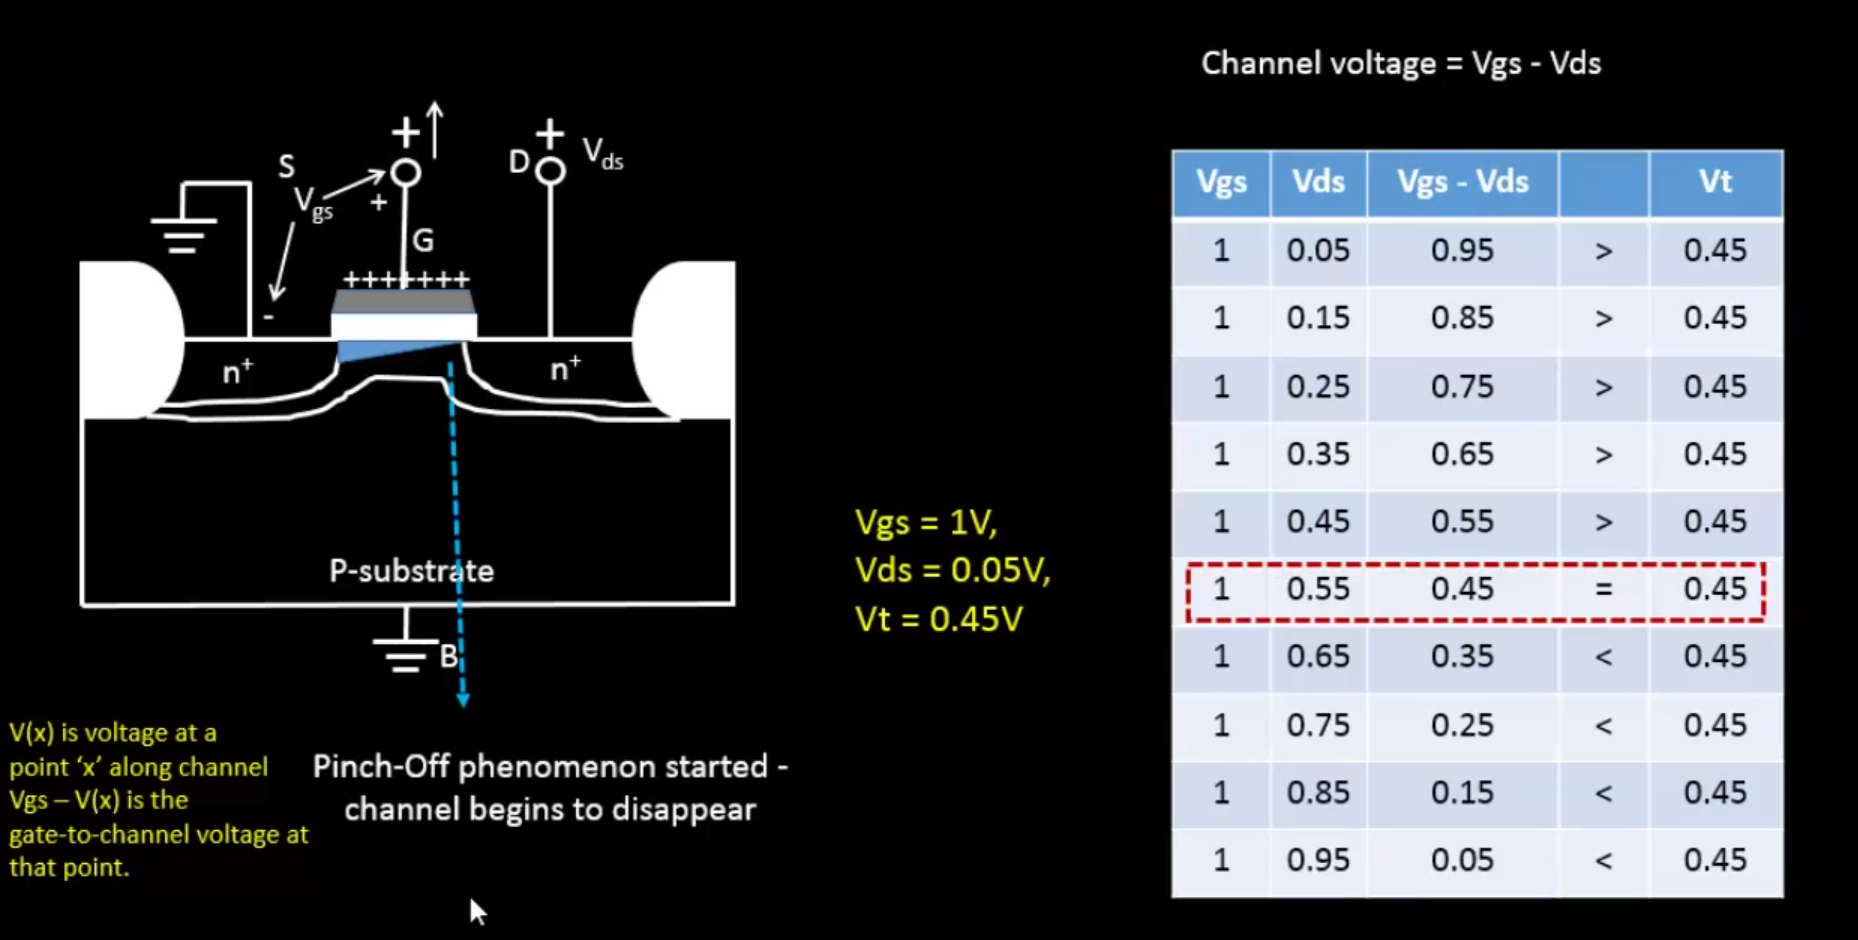 Channel voltage = Vgs - Vds
+ +
S D Vds
Vgs +
G
+++++++
-
n+ n+
P-substrate
B
Vgs = 1V,
Vds = 0.05V,
Vt = 0.45V
V(x) is voltage at a
point ‘x’ along channel
Vgs – V(x) is the
gate-to-channel voltage at
that point.
Pinch-Off phenomenon started -
channel begins to disappear
Vgs Vds Vgs - Vds Vt
1 0.05 0.95 > 0.45
1 0.15 0.85 > 0.45
1 0.25 0.75 > 0.45
1 0.35 0.65 > 0.45
1 0.45 0.55 > 0.45
1 0.55 0.45 = 0.45
1 0.65 0.35 < 0.45
1 0.75 0.25 < 0.45
1 0.85 0.15 < 0.45
1 0.95 0.05 < 0.45